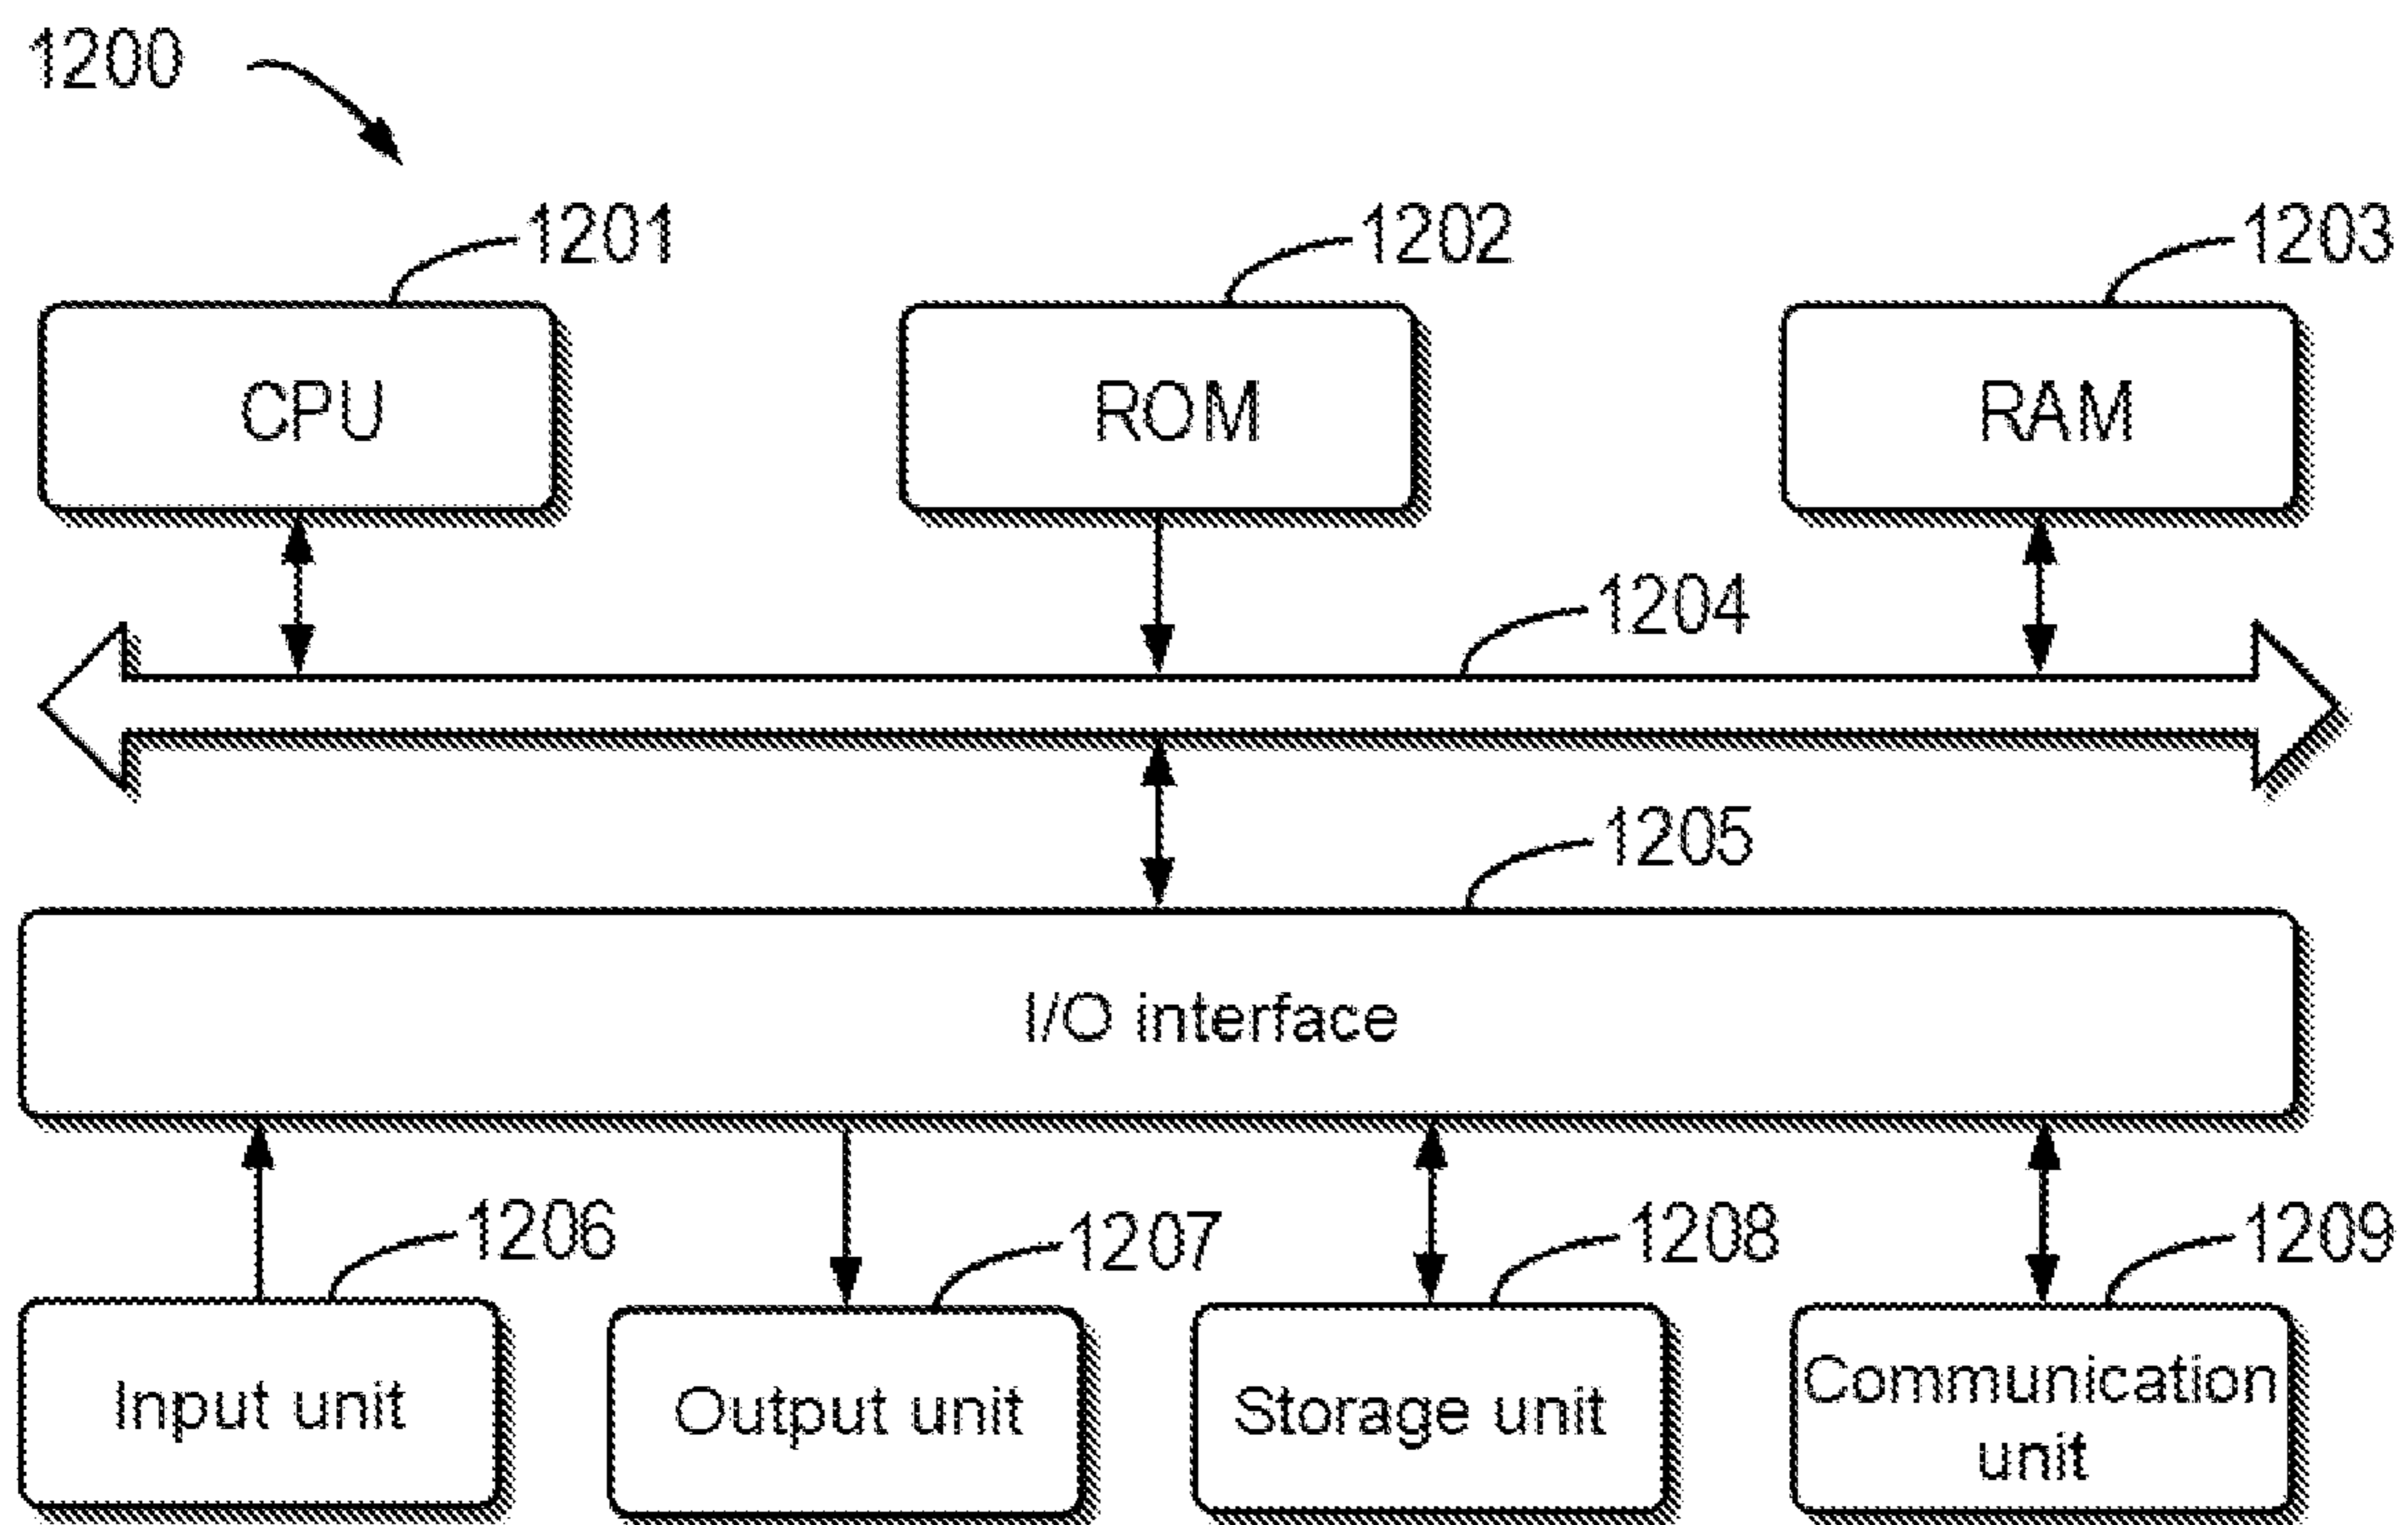 1200
1201
1202
1203
CPU
ROM
RAM
1204
1205
I/O interface
1206
1207
1208
1209
Input unit
Output unit
Storage unit
Communication
unit